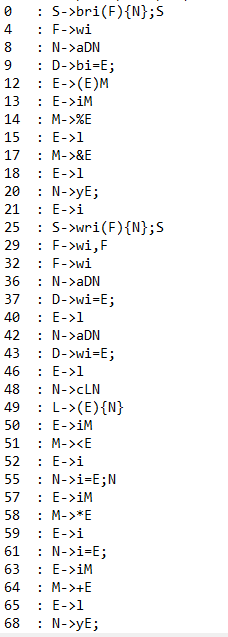 0   : S->bri(F){N};S
4   : F->wi
8   : N->aDN
9   : D->bi=E;
12  : E->(E)M
13  : E->iM
14  : M->%E
15  : E->l
17  : M->&E
18  : E->l
20  : N->yE;
21  : E->i
25  : S->wri(F){N};S
29  : F->wi,F
32  : F->wi
36  : N->aDN
37  : D->wi=E;
40  : E->l
42  : N->aDN
43  : D->wi=E;
46  : E->l
48  : N->cLN
49  : L->(E){N}
50  : E->iM
51  : M-><E
52  : E->i
55  : N->i=E;N
57  : E->iM
58  : M->*E
59  : E->i
61  : N->i=E;
63  : E->iM
64  : M->+E
65  : E->l
68  : N->yE;